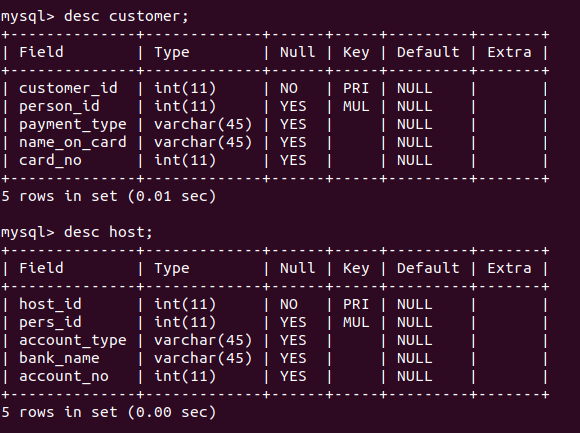 mysql> desc customer;
+--------------+-------------+------+-----+---------+-------+
| Field        | Type        | Null | Key | Default | Extra |
+--------------+-------------+------+-----+---------+-------+
| customer_id  | int(11)     | NO   | PRI | NULL    |       |
| person_id    | int(11)     | YES  | MUL | NULL    |       |
| payment_type | varchar(45) | YES  |     | NULL    |       |
| name_on_card | varchar(45) | YES  |     | NULL    |       |
| card_no      | int(11)     | YES  |     | NULL    |       |
+--------------+-------------+------+-----+---------+-------+
5 rows in set (0.01 sec)

mysql> desc host;
+--------------+-------------+------+-----+---------+-------+
| Field        | Type        | Null | Key | Default | Extra |
+--------------+-------------+------+-----+---------+-------+
| host_id      | int(11)     | NO   | PRI | NULL    |       |
| pers_id      | int(11)     | YES  | MUL | NULL    |       |
| account_type | varchar(45) | YES  |     | NULL    |       |
| bank_name    | varchar(45) | YES  |     | NULL    |       |
| account_no   | int(11)     | YES  |     | NULL    |       |
+--------------+-------------+------+-----+---------+-------+
5 rows in set (0.00 sec)